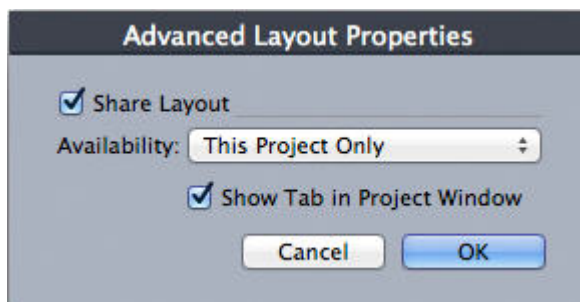 Advanced Layout Properties
Share Layout
Availability: This Project Only
Show Tab in Project Window
Cancel OK